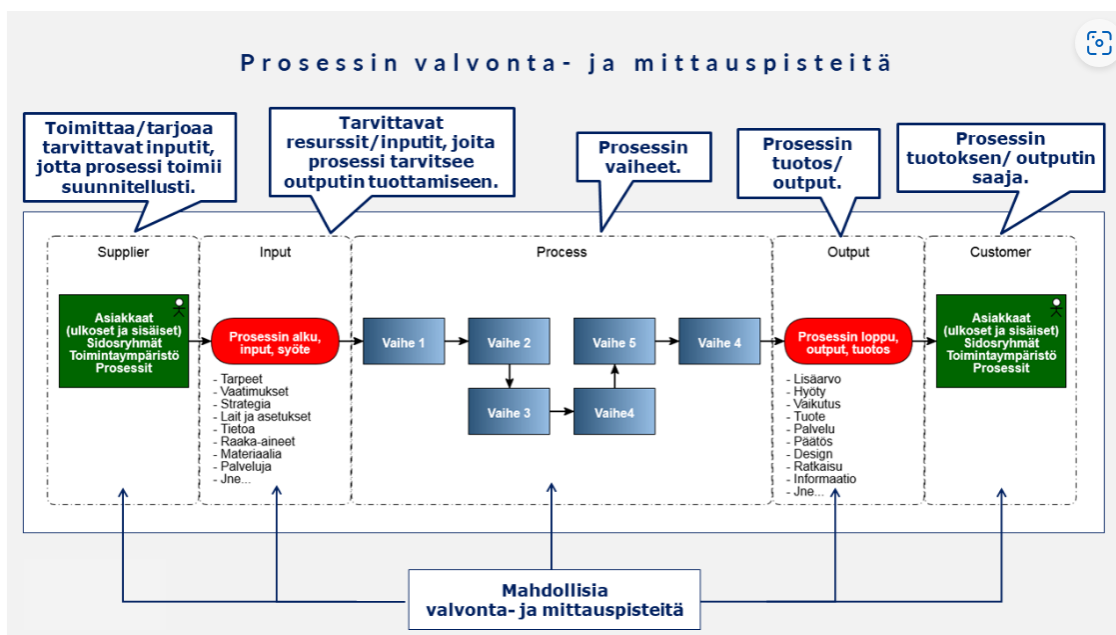 Prosessin valvonta- ja mittauspisteitä
Toimittaa/tarjoaa
tarvittavat inputit,
jotta prosessi toimii
suunnitellusti.
Tarvittavat
resurssit/inputit, joita
prosessi tarvitsee
outputin tuottamiseen.
Prosessin
vaiheet.
Prosessin
tuotos/
output.
Prosessin
tuotoksen/ outputin
saaja.
Supplier
Input
Process
Output
Customer
Asiakkaat
(ulkoset ja sisäiset)
Sidosryhmät
Toimintaympäristö
Prosessit
Prosessin alku,
input, syöte
- Tarpeet
- Vaatimukset
- Strategia
- Lait ja asetukset
- Tietoa
- Raaka-aineet
- Materiaalia
- Palveluja
- Jne...
Vaihe 1
Vaihe 2
Vaihe 3
Vaihe4
Vaihe 5
Vaihe 4
Prosessin loppu,
output, tuotos
- Lisäarvo
- Hyöty
- Vaikutus
- Tuote
- Palvelu
- Päätös
- Design
- Ratkaisu
- Informaatio
- Jne...
Asiakkaat
(ulkoset ja sisäiset)
Sidosryhmät
Toimintaympäristö
Prosessit
Mahdollisia
valvonta- ja mittauspisteitä